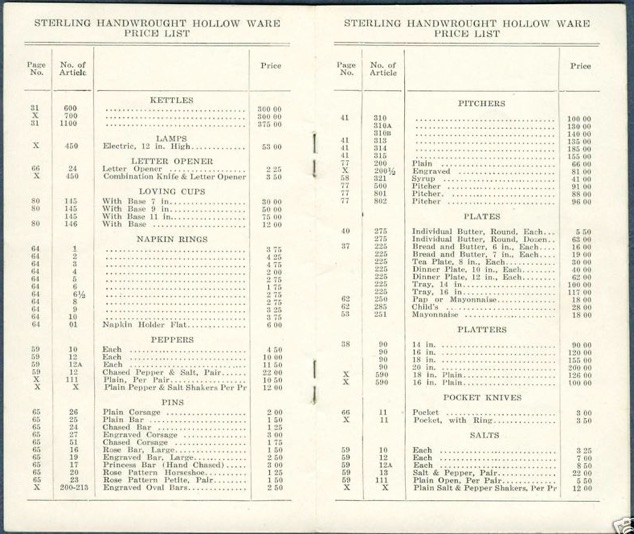 STERLING HANDWROUGHT HOLLOW WARE
PRICE LIST
Page No. No. of Article Price
KETTLES
31 600 ........ 300 00
X 700 ........ 300 00
31 1100 ........ 375 00
LAMPS
X 450 Electric, 12 in. High ........ 53 00
LETTER OPENER
66 24 Letter Opener ........ 2 25
X 450 Combination Knife & Letter Opener 3 50
LOVING CUPS
80 145 With Base 7 in. ........ 30 00
145 With Base 9 in. ........ 50 00
145 With Base 11 in. ........ 75 00
80 146 With Base ........ 12 00
NAPKIN RINGS
64 1 ........ 3 75
64 2 ........ 4 25
64 3 ........ 4 75
64 4 ........ 2 00
64 5 ........ 2 75
64 6 ........ 1 75
64 6½ ........ 2 75
64 8 ........ 2 75
64 9 ........ 3 25
64 10 ........ 3 75
64 01 Napkin Holder Flat ........ 6 00
PEPPERS
59 10 Each ........ 4 50
59 12 Each ........ 10 00
59 12A Each ........ 11 50
59 12 Chased Pepper & Salt, Pair ........ 22 00
X 111 Plain, Per Pair ........ 10 50
X X Plain Pepper & Salt Shakers Per Pr 12 00
PINS
65 26 Plain Corsage ........ 2 00
65 25 Plain Bar ........ 1 50
65 24 Chased Bar ........ 1 25
65 27 Engraved Corsage ........ 3 00
65 51 Chased Corsage ........ 1 75
65 16 Rose Bar, Large ........ 1 50
65 19 Engraved Bar, Large ........ 2 50
65 17 Princess Bar (Hand Chased) ........ 3 00
65 20 Rose Pattern Horseshoe ........ 1 25
65 23 Rose Pattern Petite, Pair ........ 1 50
X 200-213 Engraved Oval Bars ........ 2 50
STERLING HANDWROUGHT HOLLOW WARE
PRICE LIST
Page No. No. of Article Price
PITCHERS
41 310 ........ 100 00
310A ........ 130 00
310B ........ 140 00
41 313 ........ 135 00
41 314 ........ 185 00
41 315 ........ 155 00
77 200 Plain ........ 66 00
X 200½ Engraved ........ 81 00
58 321 Syrup ........ 41 00
77 500 Pitcher ........ 91 00
77 801 Pitcher ........ 88 00
77 802 Pitcher ........ 96 00
PLATES
40 275 Individual Butter, Round, Each ... 5 50
275 Individual Butter, Round, Dozen .. 63 00
37 225 Bread and Butter, 6 in., Each .... 16 00
225 Bread and Butter, 7 in., Each .... 19 00
225 Tea Plate, 8 in., Each ........ 30 00
225 Dinner Plate, 10 in., Each ........ 40 00
225 Dinner Plate, 12 in., Each ........ 62 00
225 Tray, 14 in. ........ 100 00
225 Tray, 16 in. ........ 117 00
62 250 Pap or Mayonnaise ........ 18 00
62 285 Child's ........ 28 00
53 251 Mayonnaise ........ 18 00
PLATTERS
38 90 14 in. ........ 90 00
90 16 in. ........ 120 00
90 18 in. ........ 155 00
90 20 in. ........ 200 00
X 590 18 in. Plain ........ 126 00
X 590 16 in. Plain ........ 100 00
POCKET KNIVES
66 11 Pocket ........ 3 00
X 11 Pocket, with Ring ........ 3 50
SALTS
59 10 Each ........ 3 25
59 12 Each ........ 7 00
59 12A Each ........ 8 50
59 13 Salt & Pepper, Pair ........ 22 00
59 111 Plain Open, Per Pair ........ 5 50
X X Plain Salt & Pepper Shakers, Per Pr 12 00